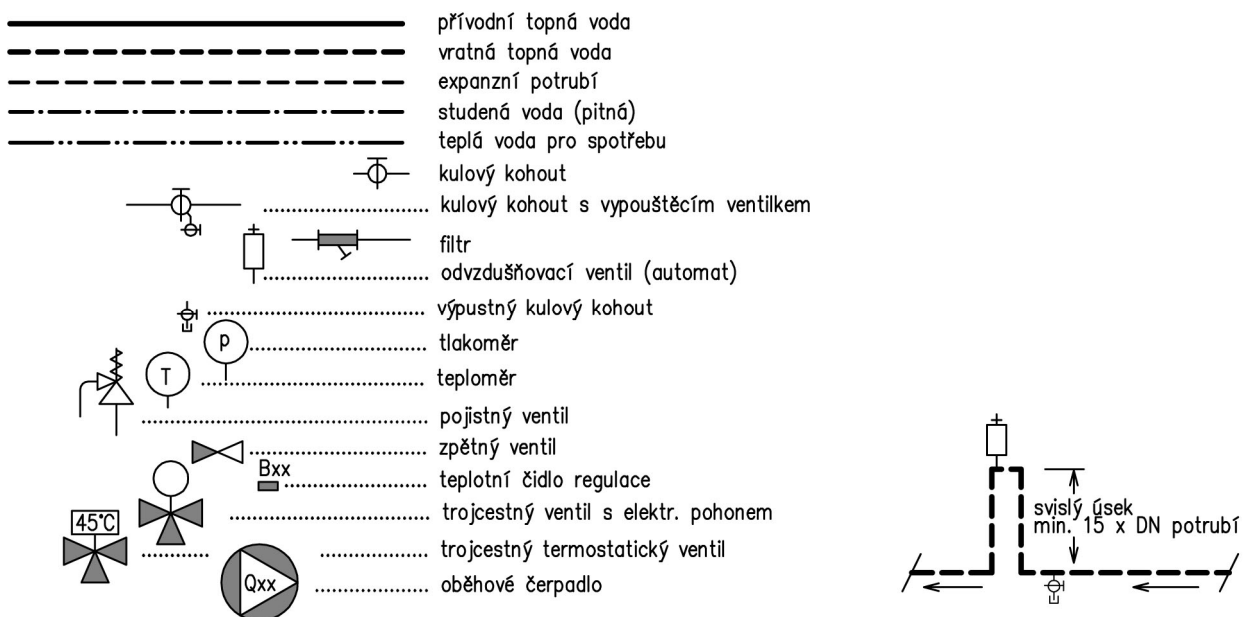 přívodní topná voda
vratná topná voda
expanzní potrubí
studená voda (pitná)
teplá voda pro spotřebu
kulový kohout
kulový kohout s vypouštěcím ventilkem
filtr
odvzdušňovací ventil (automat)
výpustný kulový kohout
p
tlakoměr
T
teploměr
pojistný ventil
zpětný ventil
Bxx
teplotní čidlo regulace
trojcestný ventil s elektr. pohonem
45°C
trojcestný termostatický ventil
Qxx
oběhové čerpadlo
svislý úsek
min. 15 x DN potrubí